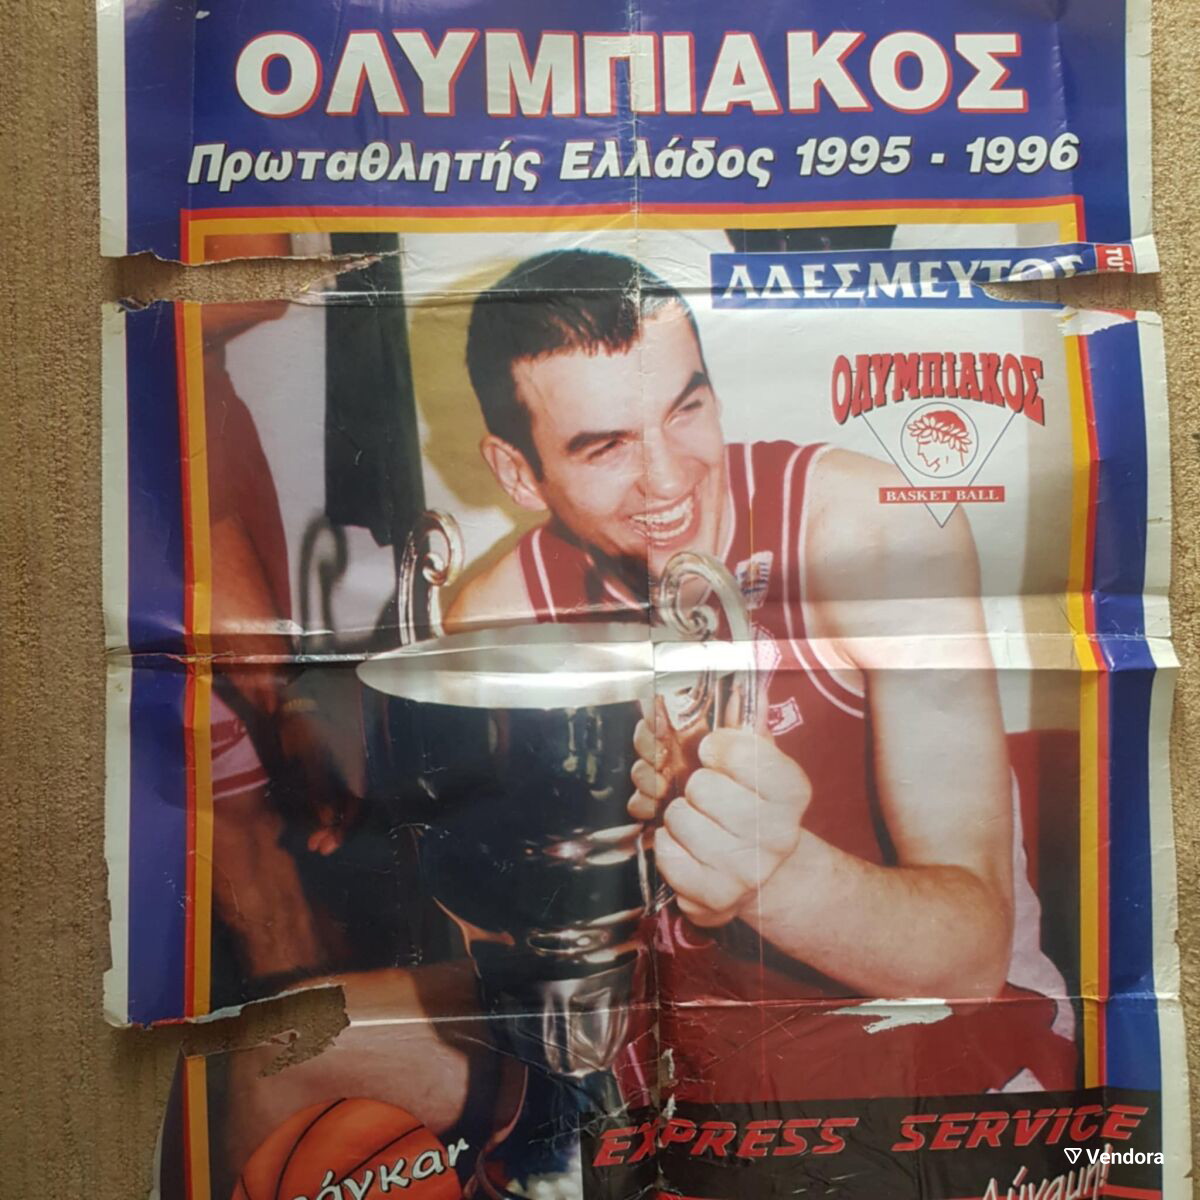 ΟΛΥΜΠΙΑΚΟΣ
Πρωταθλητής Ελλάδος 1995 - 1996
ΑΔΕΣΜΕΥΤΟΣ
ΟΛΥΜΠΙΑΚΟΣ
BASKET BALL
EXPRESS SERVICE
Vendora